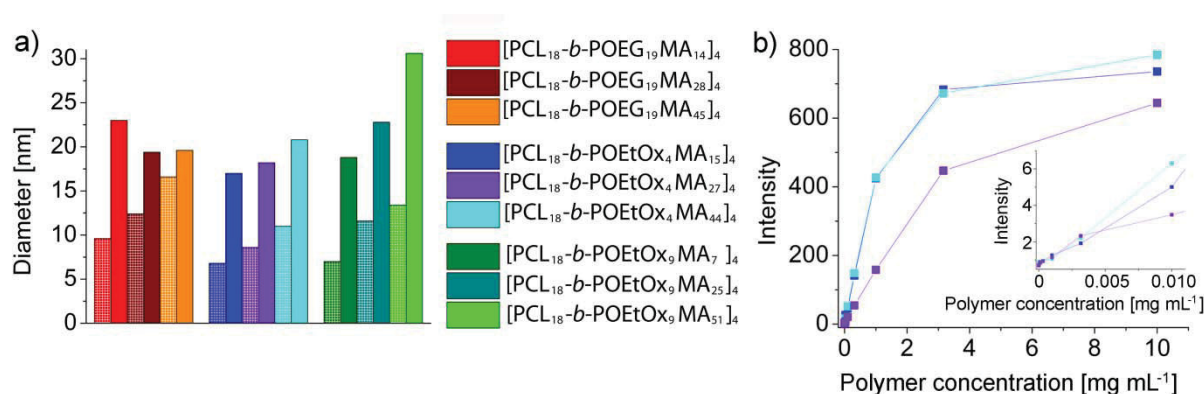 a)
30
25
20
15
10
5
0
Diameter [nm]
[PCL₁₈-b-POEG₁₉MA₁₄]₄
[PCL₁₈-b-POEG₁₉MA₂₈]₄
[PCL₁₈-b-POEG₁₉MA₄₅]₄
[PCL₁₈-b-POEtOx₄MA₁₅]₄
[PCL₁₈-b-POEtOx₄MA₂₇]₄
[PCL₁₈-b-POEtOx₄MA₄₄]₄
[PCL₁₈-b-POEtOx₉MA₇ ]₄
[PCL₁₈-b-POEtOx₉MA₂₅]₄
[PCL₁₈-b-POEtOx₉MA₅₁]₄
b)
800
600
400
200
0
Intensity
0 2 4 6 8 10
Polymer concentration [mg mL⁻¹]
6
4
2
Intensity
0.000 0.005 0.010
Polymer concentration [mg mL⁻¹]